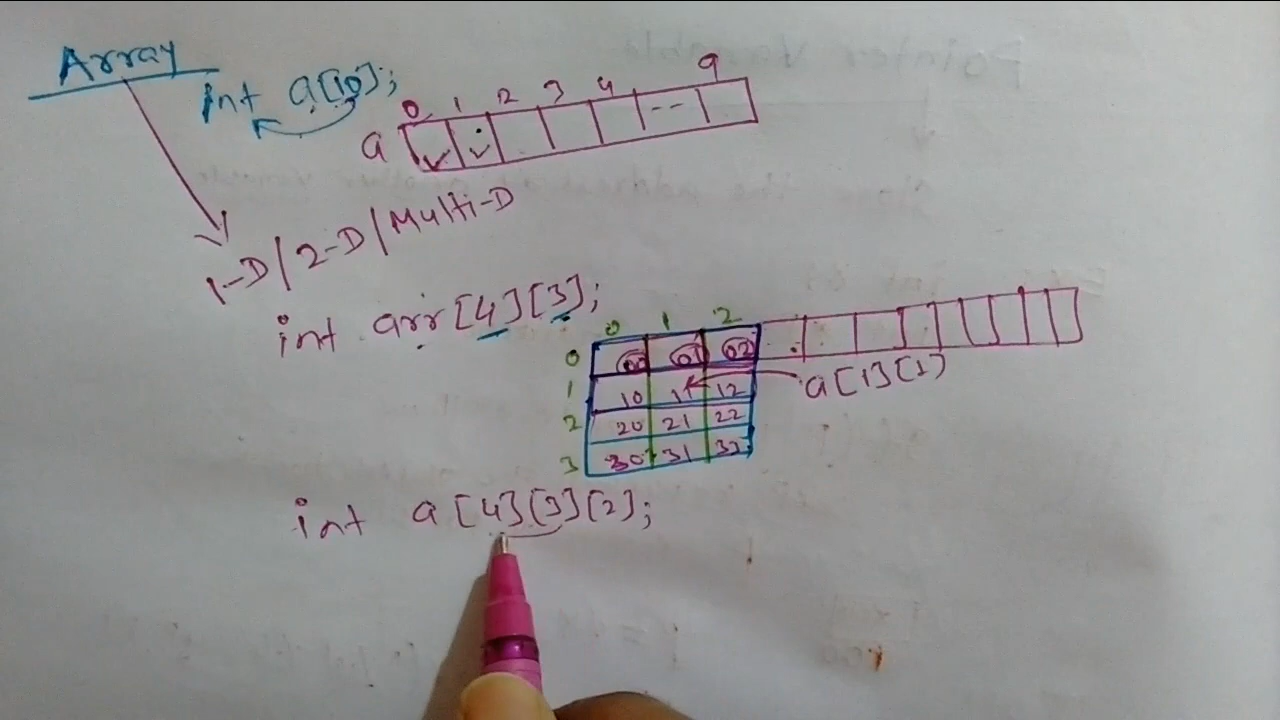 Array
int a[10];
0 1 2 3 4 9
a --
1-D/2-D/Multi-D
int arr[4][3];
0 1 2
0 00 01 02
1 10 11 12 a[1][1]
2 20 21 22
3 30 31 32
int a[4][3][2];